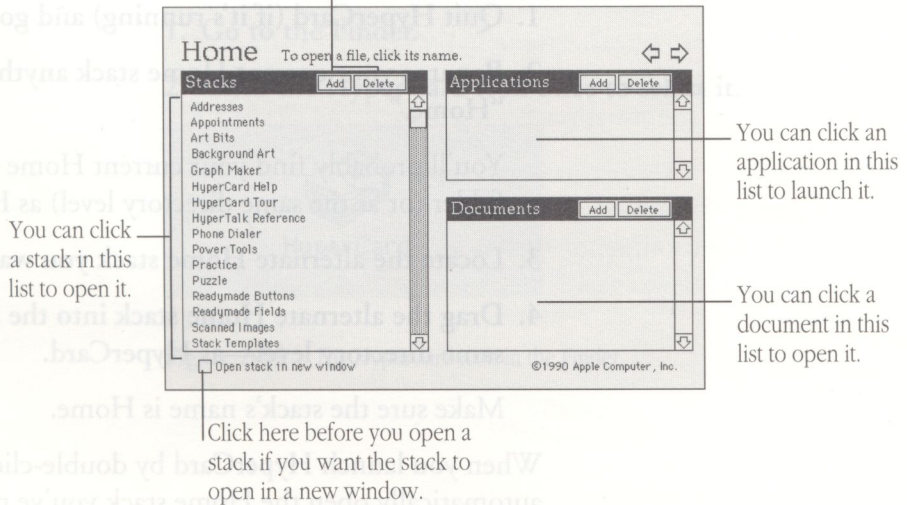 Home
To open a file, click its name.
Stacks Add Delete
Addresses
Appointments
Art Bits
Background Art
Graph Maker
HyperCard Help
HyperCard Tour
HyperTalk Reference
Phone Dialer
Power Tools
Practice
Puzzle
Readymade Buttons
Readymade Fields
Scanned Images
Stack Templates
Open stack in new window
Applications Add Delete
Documents Add Delete
©1990 Apple Computer, Inc.
You can click
a stack in this
list to open it.
You can click an
application in this
list to launch it.
You can click a
document in this
list to open it.
Click here before you open a
stack if you want the stack to
open in a new window.